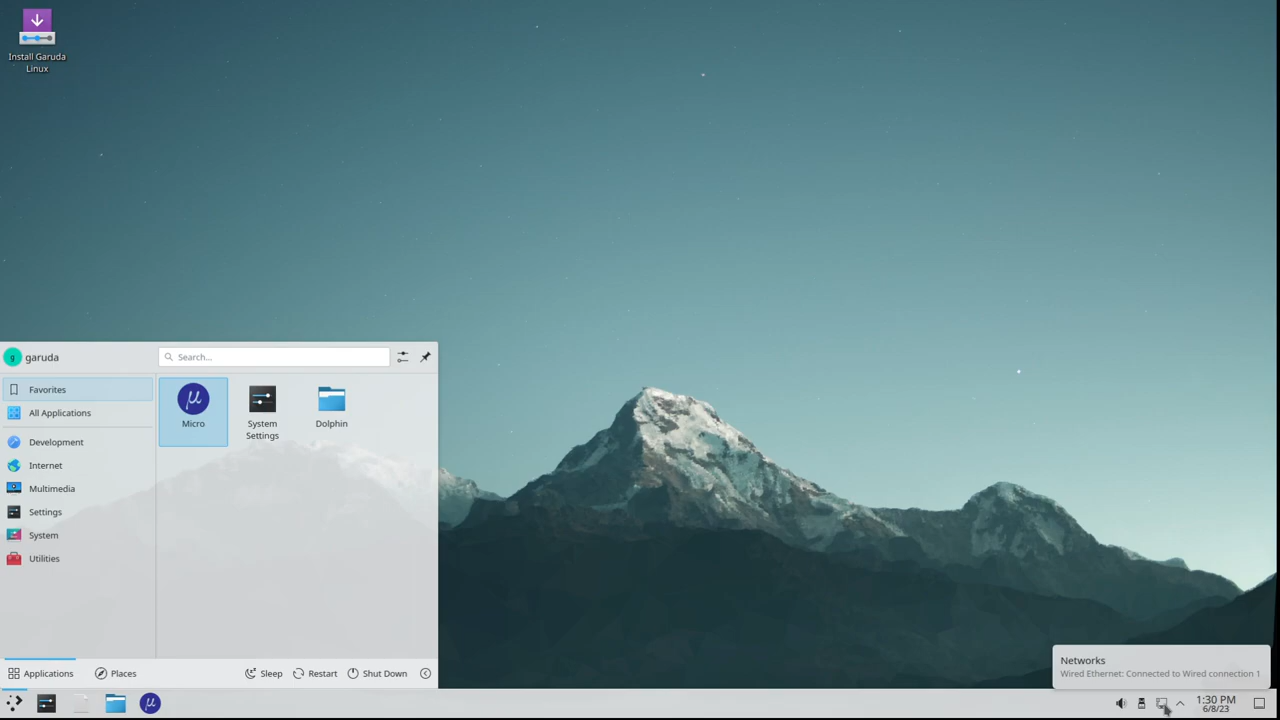 Install Garuda
Linux
garuda
Search...
Favorites
All Applications
Development
Internet
Multimedia
Settings
System
Utilities
Micro
System
Settings
Dolphin
Applications
Places
Sleep
Restart
Shut Down
Networks
Wired Ethernet: Connected to Wired connection 1
1:30 PM
6/8/23